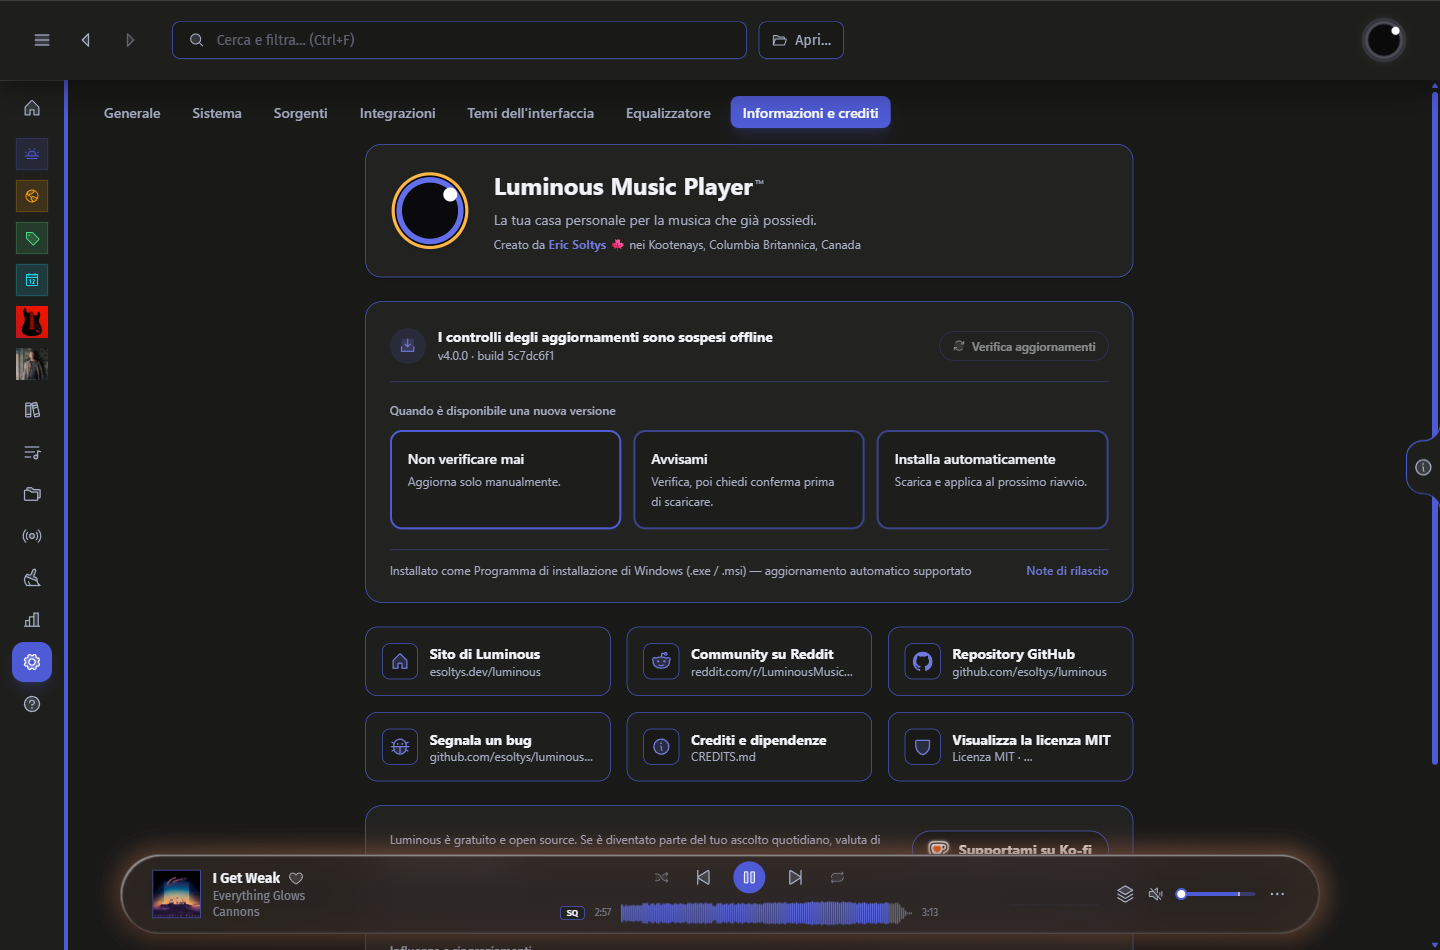 Cerca e filtra... (Ctrl+F)
Apri...
Generale
Sistema
Sorgenti
Integrazioni
Temi dell'interfaccia
Equalizzatore
Informazioni e crediti
12
Luminous Music Player™
La tua casa personale per la musica che già possiedi.
Creato da Eric Soltys nei Kootenays, Columbia Britannica, Canada
I controlli degli aggiornamenti sono sospesi offline
v4.0.0 · build 5c7dc6f1
Verifica aggiornamenti
Quando è disponibile una nuova versione
Non verificare mai
Aggiorna solo manualmente.
Avvisami
Verifica, poi chiedi conferma prima
di scaricare.
Installa automaticamente
Scarica e applica al prossimo riavvio.
Installato come Programma di installazione di Windows (.exe / .msi) — aggiornamento automatico supportato
Note di rilascio
Sito di Luminous
esoltys.dev/luminous
Community su Reddit
reddit.com/r/LuminousMusic...
Repository GitHub
github.com/esoltys/luminous
Segnala un bug
github.com/esoltys/luminous...
Crediti e dipendenze
CREDITS.md
Visualizza la licenza MIT
Licenza MIT · ...
Luminous è gratuito e open source. Se è diventato parte del tuo ascolto quotidiano, valuta di
Supportami su Ko-fi
I Get Weak
Everything Glows
Cannons
SQ
2:57
3:13